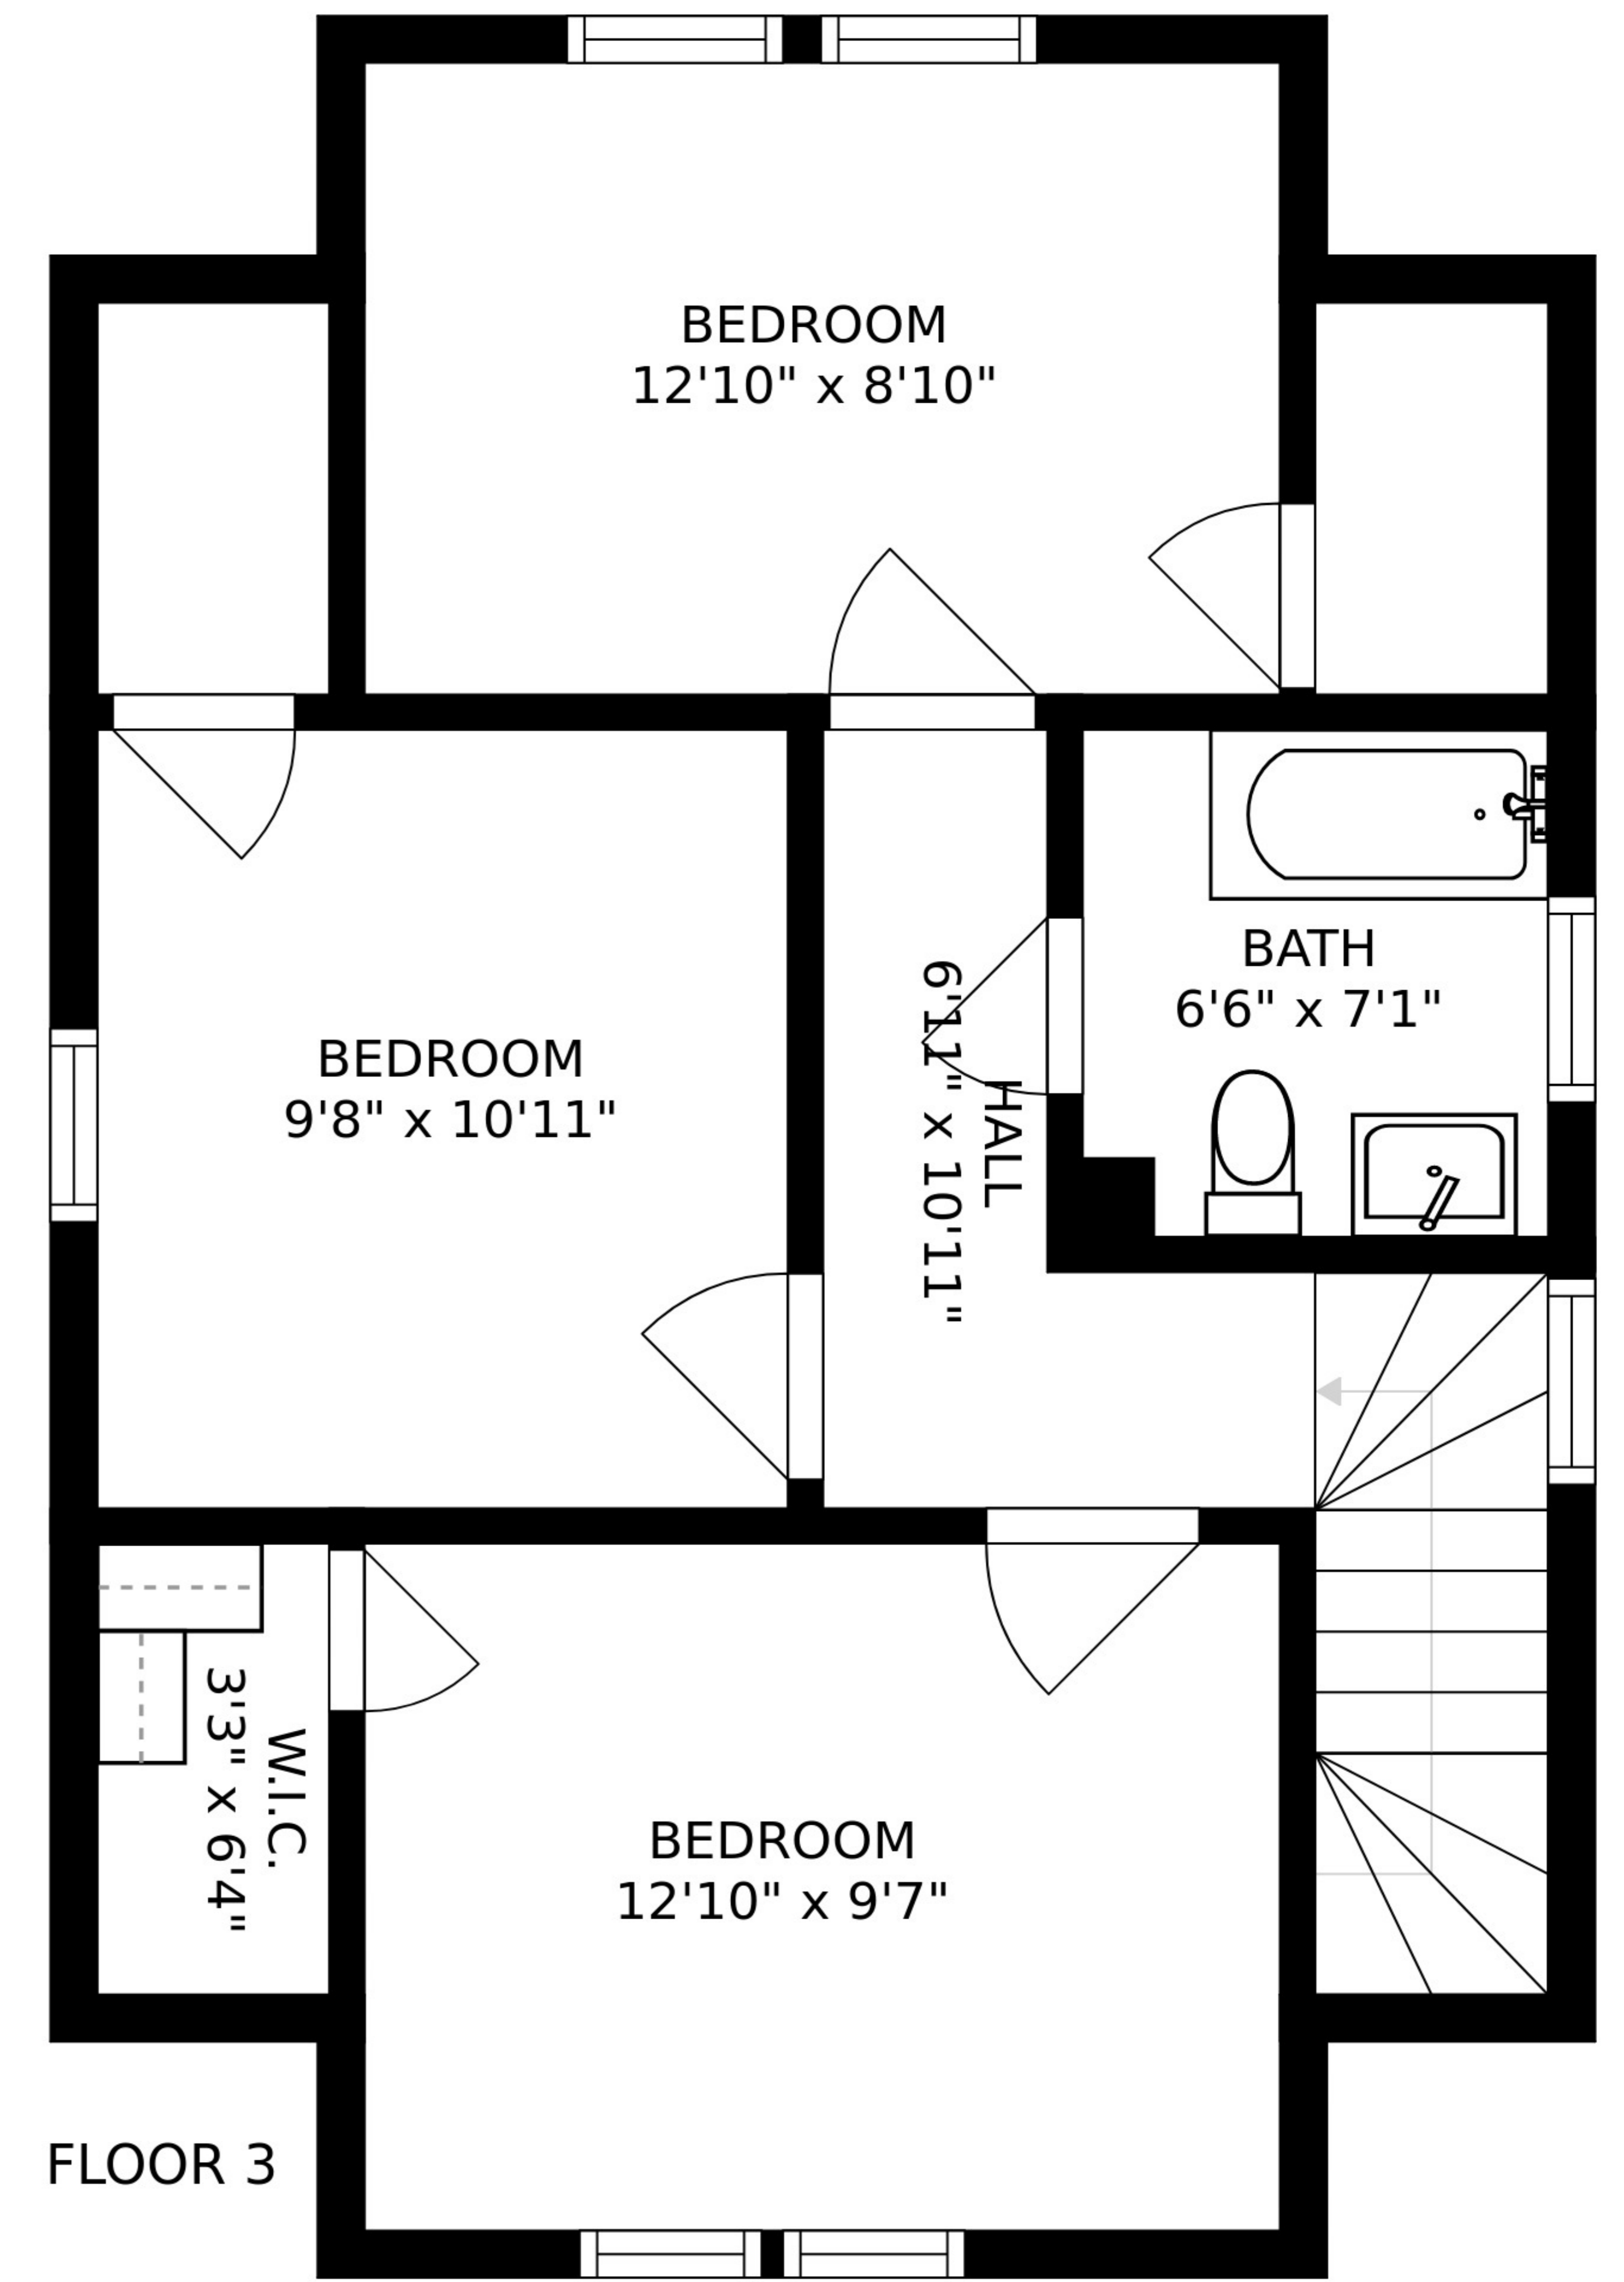 BEDROOM
12'10" x 8'10"
BATH
6'6" x 7'1"
BEDROOM
9'8" x 10'11"
HALL
6'11" x 10'11"
W.I.C.
3'3" x 6'4"
BEDROOM
12'10" x 9'7"
FLOOR 3